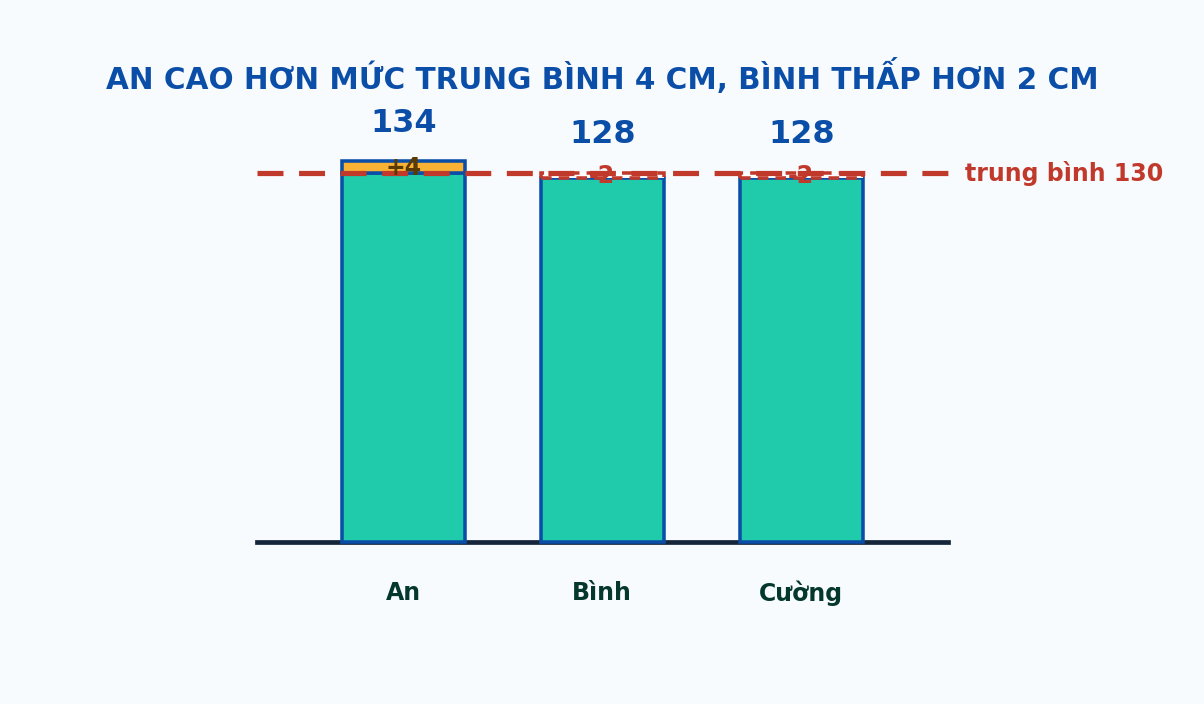 AN CAO HƠN MỨC TRUNG BÌNH 4 CM, BÌNH THẤP HƠN 2 CM
134 128 128
+4 -2 -2 trung bình 130
An Bình Cường